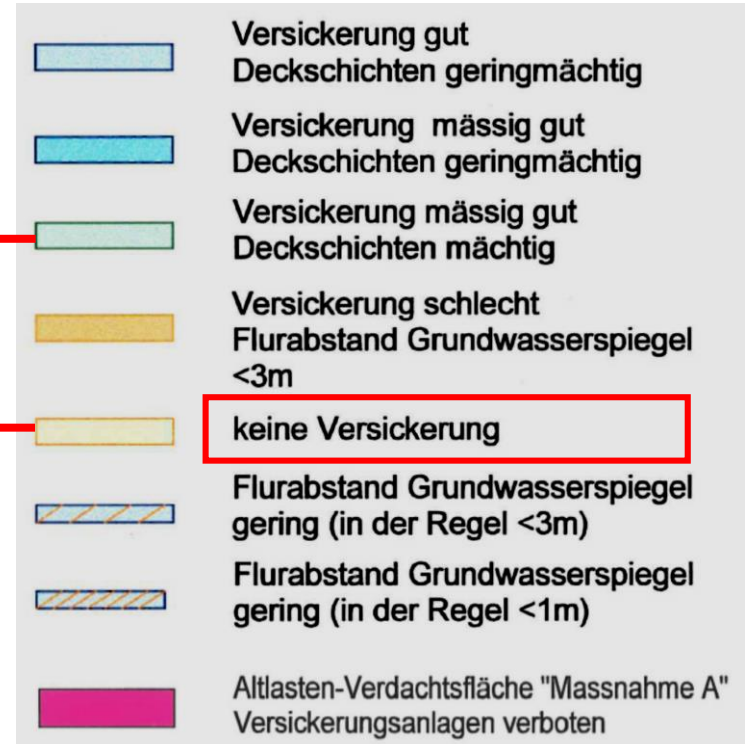 Versickerung gut
Deckschichten geringmächtig
Versickerung mässig gut
Deckschichten geringmächtig
Versickerung mässig gut
Deckschichten mächtig
Versickerung schlecht
Flurabstand Grundwasserspiegel
<3m
keine Versickerung
Flurabstand Grundwasserspiegel
gering (in der Regel <3m)
Flurabstand Grundwasserspiegel
gering (in der Regel <1m)
Altlasten-Verdachtsfläche "Massnahme A"
Versickerungsanlagen verboten